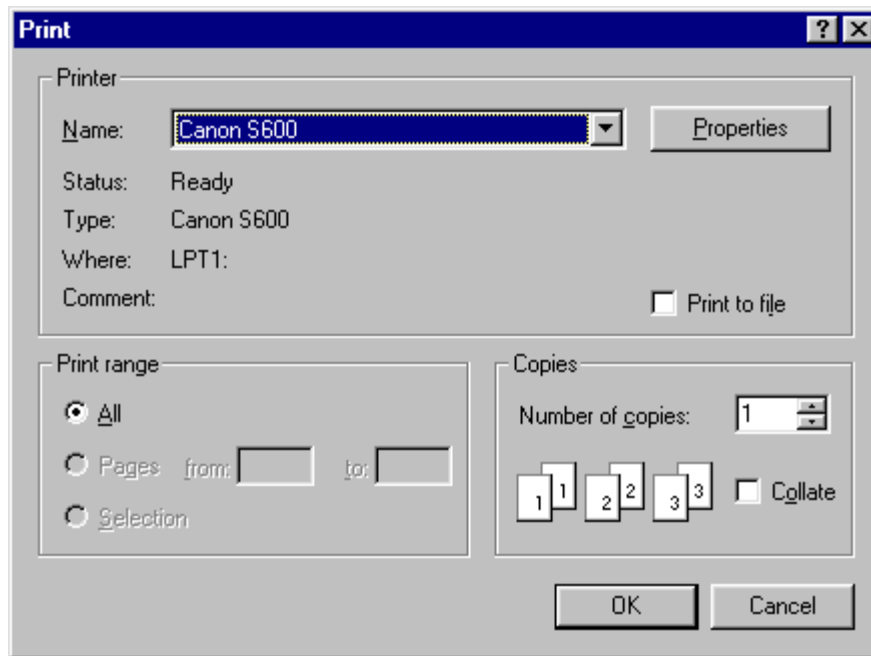 Print
Printer
Name: Canon S600 Properties
Status: Ready
Type: Canon S600
Where: LPT1:
Comment: Print to file
Print range
All
Pages from: to:
Selection
Copies
Number of copies: 1
1 1 2 2 3 3 Collate
OK Cancel